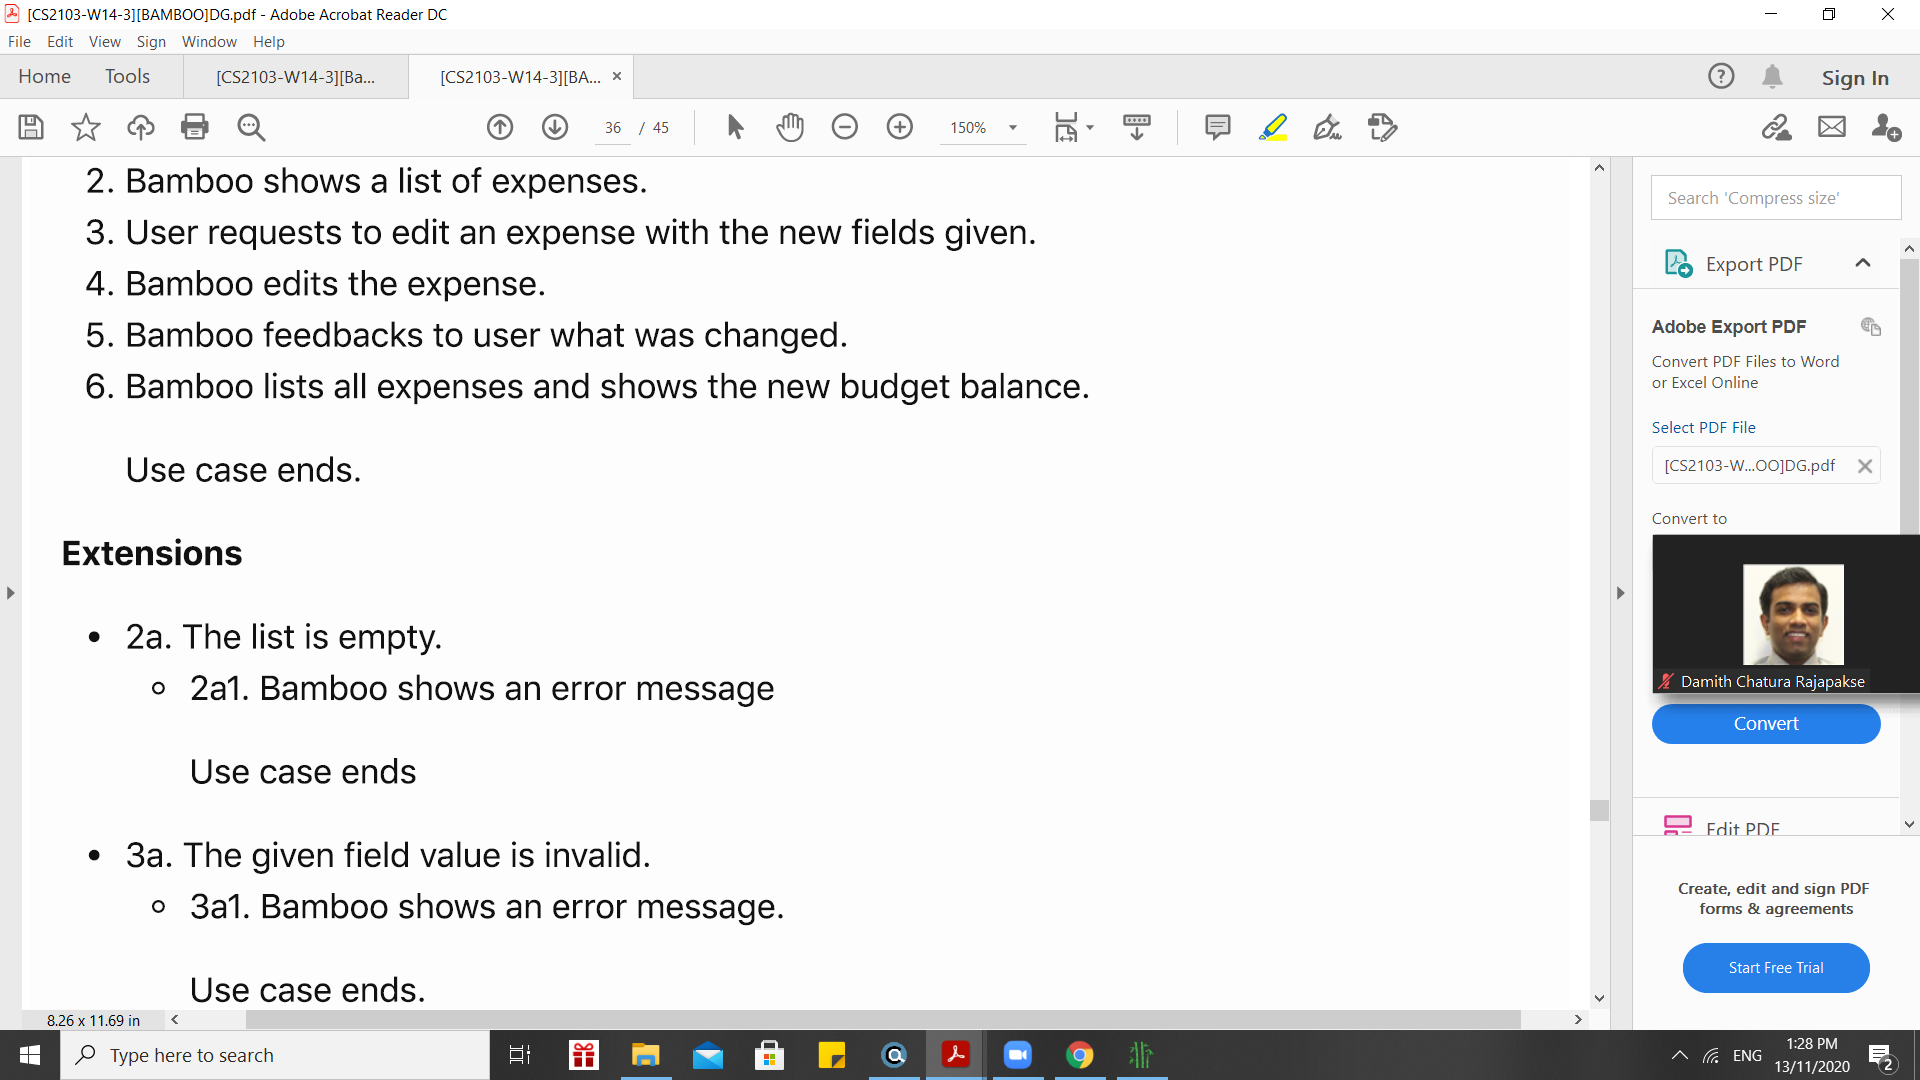 [CS2103-W14-3][BAMBOO]DG.pdf - Adobe Acrobat Reader DC
File Edit View Sign Window Help
Home Tools [CS2103-W14-3][Ba... [CS2103-W14-3][BA... × Sign In
36 / 45 150%
2. Bamboo shows a list of expenses.
3. User requests to edit an expense with the new fields given.
4. Bamboo edits the expense.
5. Bamboo feedbacks to user what was changed.
6. Bamboo lists all expenses and shows the new budget balance.
Use case ends.
Extensions
• 2a. The list is empty.
2a1. Bamboo shows an error message
Use case ends
• 3a. The given field value is invalid.
3a1. Bamboo shows an error message.
Use case ends.
8.26 x 11.69 in
Search 'Compress size'
Export PDF
Adobe Export PDF
Convert PDF Files to Word
or Excel Online
Select PDF File
[CS2103-W...OO]DG.pdf
Convert to
Damith Chatura Rajapakse
Convert
Edit PDF
Create, edit and sign PDF
forms & agreements
Start Free Trial
Type here to search
ENG
1:28 PM
13/11/2020
2